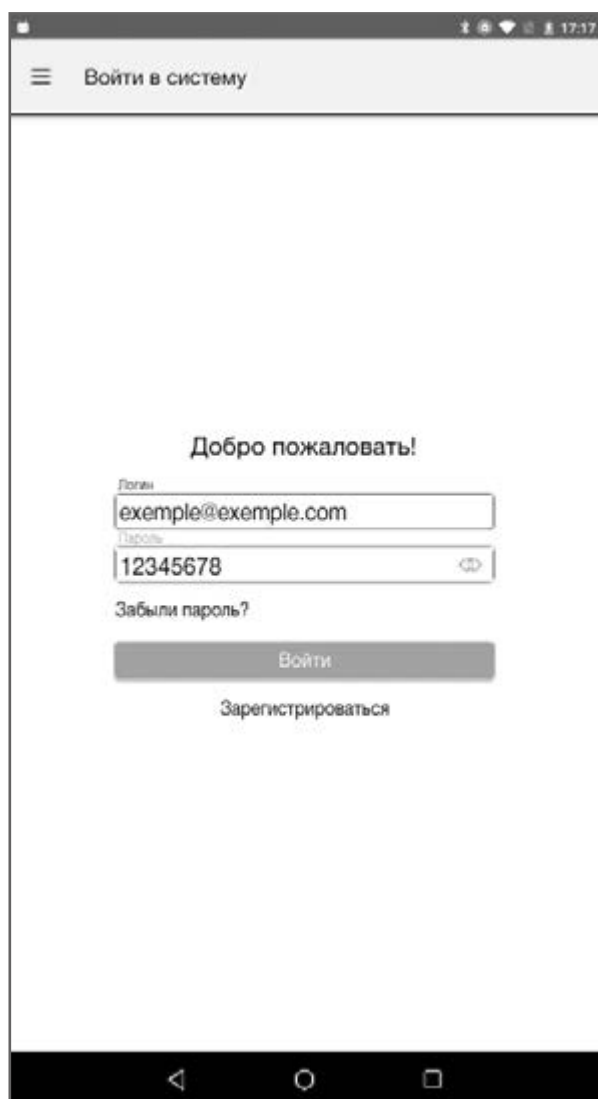 17:17
Войти в систему
Добро пожаловать!
Логин
exemple@exemple.com
Пароль
12345678
Забыли пароль?
Войти
Зарегистрироваться